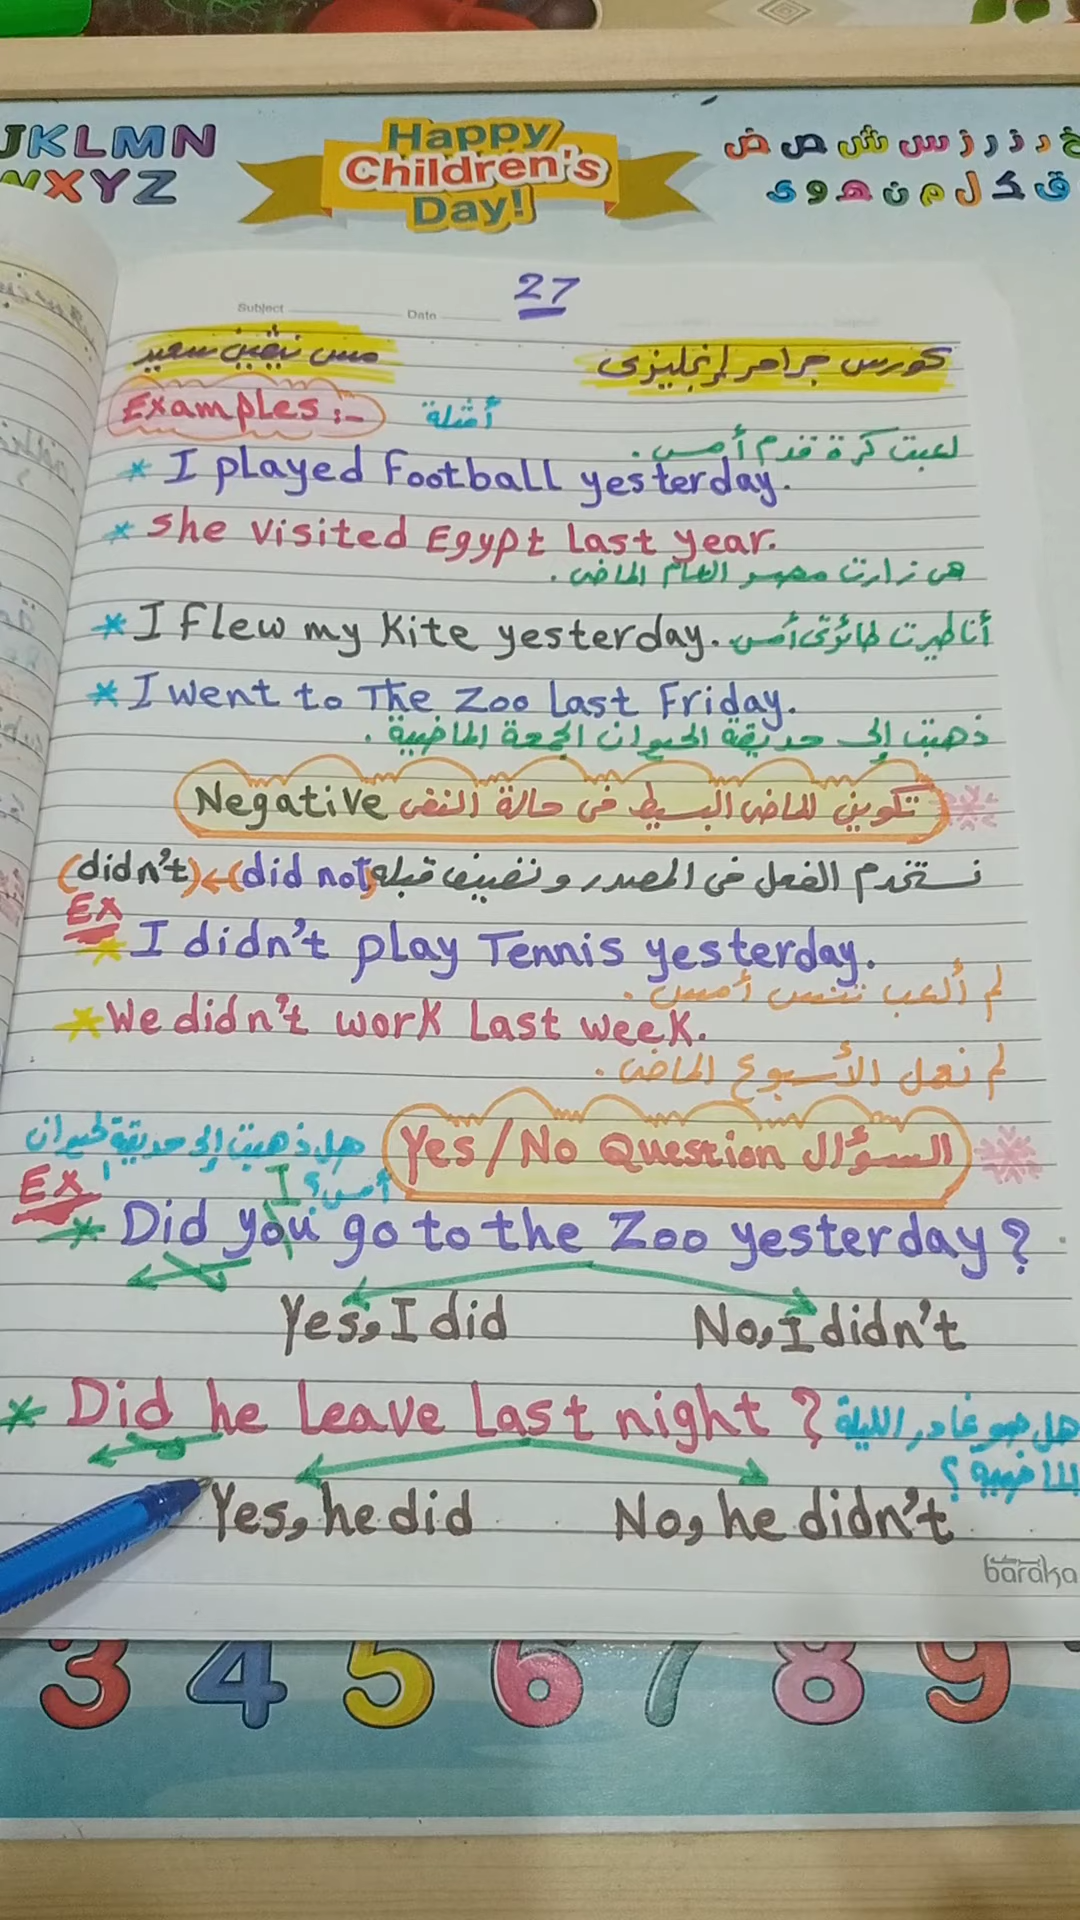 JKLMN
WXYZ
Happy
Children's
Day!
خ د ذ ر ز س ش ص ض
ق ك ل م ن ه و ى
27
Subject
Date
كورس جرامر إنجليزى
مس نيفين سعيد
Examples:- أمثلة
لعبت كرة قدم أمس.
* I played football yesterday.
* She visited Egypt last year.
هى زارت مصر العام الماضى.
* I flew my kite yesterday. أنا طيرت طائرتى أمس
* I went to The Zoo last Friday.
ذهبت إلى حديقة الحيوان الجمعة الماضية.
تكوين الماضى البسيط فى حالة النفى Negative
نستخدم الفعل فى المصدر و نضيف قبله (did not) ← (didn't)
EX
* I didn't play Tennis yesterday.
لم ألعب تنس أمس.
* We didn't work last week.
لم نعمل الأسبوع الماضى.
السؤال Yes/No Question
هل ذهبت إلى حديقة الحيوان
أمس؟
EX
I
* Did you go to the Zoo yesterday?
Yes, I did No, I didn't
* Did he leave last night? هل هو غادر الليلة
الماضية؟
Yes, he did No, he didn't
baraka
3 4 5 6 7 8 9